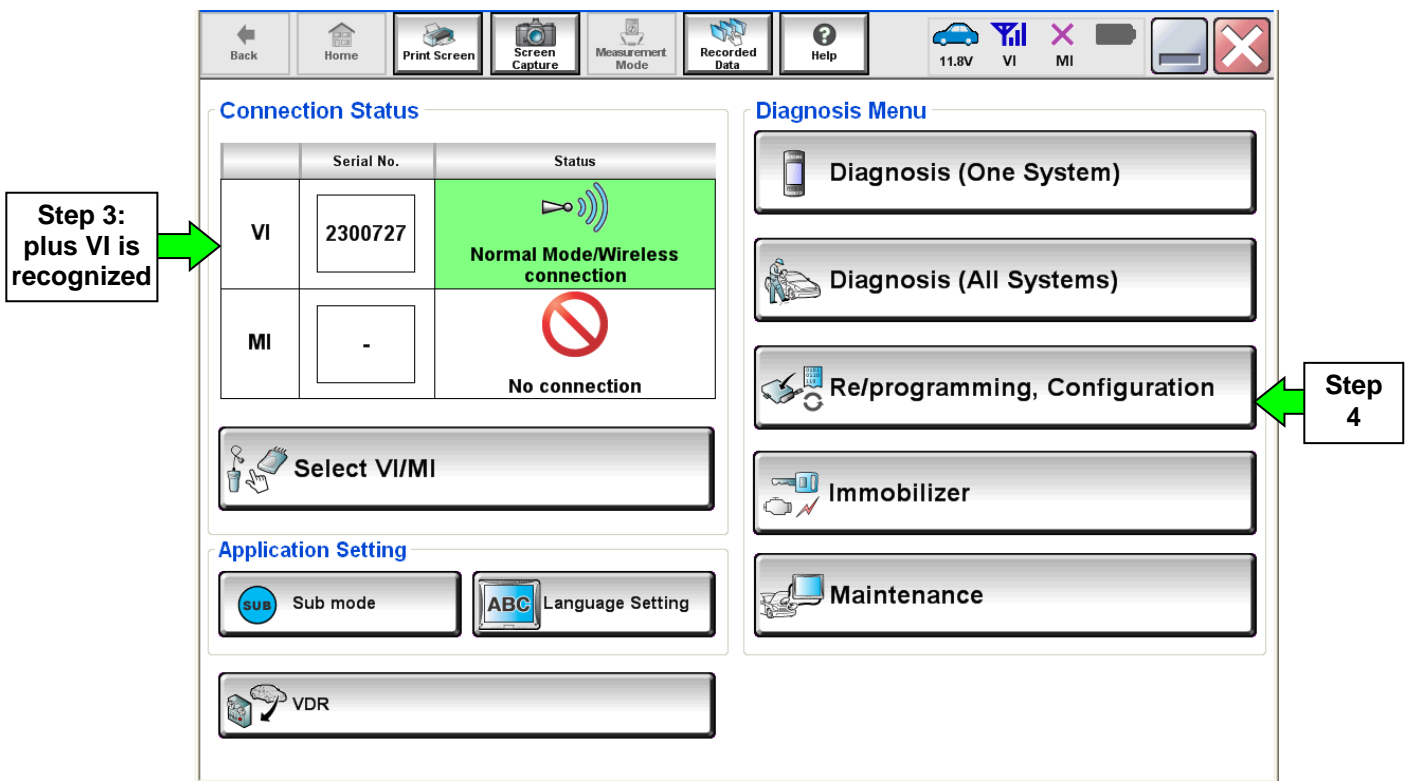 Back
Home
Print Screen
Screen
Capture
Measurement
Mode
Recorded
Data
?
Help
11.8V
VI
MI
Connection Status
Serial No.
Status
VI
2300727
Normal Mode/Wireless
connection
MI
-
No connection
Select VI/MI
Application Setting
SUB
Sub mode
ABC
Language Setting
VDR
Diagnosis Menu
Diagnosis (One System)
Diagnosis (All Systems)
Re/programming, Configuration
Immobilizer
Maintenance
Step 3:
plus VI is
recognized
Step
4